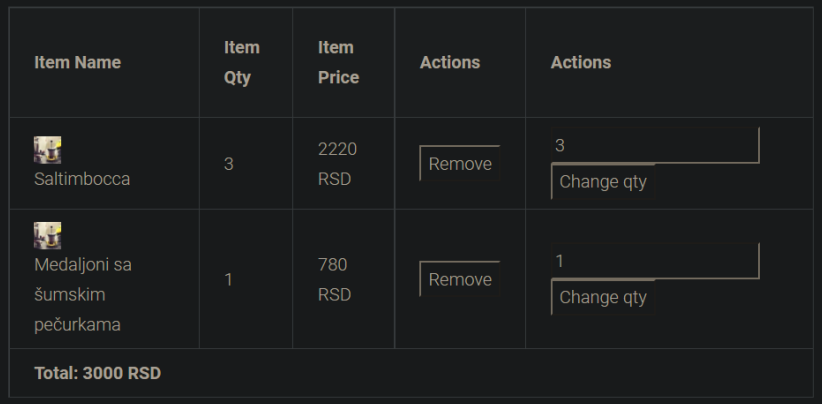 Item Name
Item
Qty
Item
Price
Actions
Actions
Saltimbocca
3
2220
RSD
Remove
3
Change qty
Medaljoni sa
šumskim
pečurkama
1
780
RSD
Remove
1
Change qty
Total: 3000 RSD